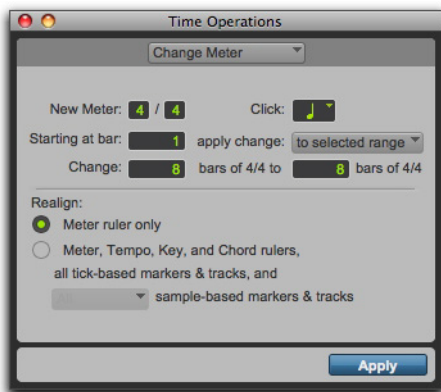 Time Operations
Change Meter
New Meter: 4 / 4 Click:
Starting at bar: 1 apply change: to selected range
Change: 8 bars of 4/4 to 8 bars of 4/4
Realign:
Meter ruler only
Meter, Tempo, Key, and Chord rulers,
all tick-based markers & tracks, and
sample-based markers & tracks
Apply